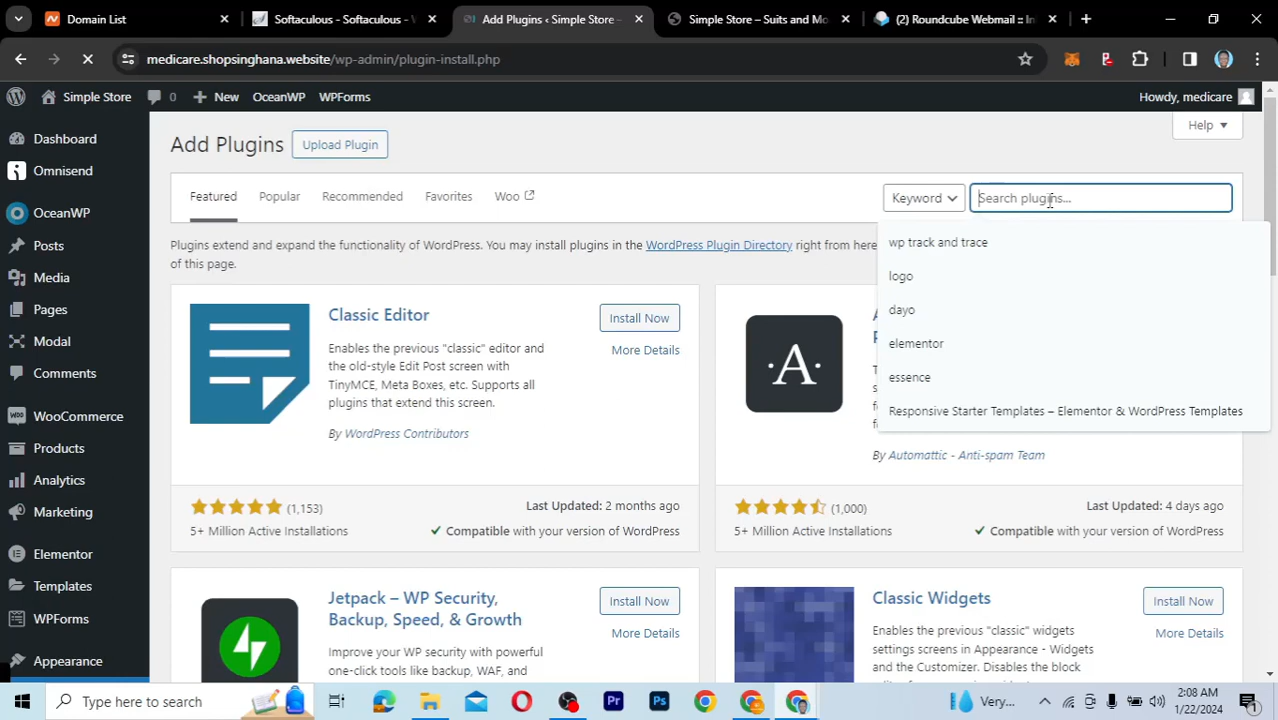 Domain List
Softaculous - Softaculous - V
Add Plugins ‹ Simple Store –
Simple Store – Suits and Mo
(2) Roundcube Webmail :: In
medicare.shopsinghana.website/wp-admin/plugin-install.php
Simple Store
0
New
OceanWP
WPForms
Howdy, medicare
Dashboard
Omnisend
OceanWP
Posts
Media
Pages
Modal
Comments
WooCommerce
Products
Analytics
Marketing
Elementor
Templates
WPForms
Appearance
Help
Add Plugins
Upload Plugin
Featured
Popular
Recommended
Favorites
Woo
Keyword
Search plugins...
wp track and trace
logo
dayo
elementor
essence
Responsive Starter Templates – Elementor & WordPress Templates
Plugins extend and expand the functionality of WordPress. You may install plugins in the WordPress Plugin Directory right from here
of this page.
Classic Editor
Install Now
More Details
Enables the previous "classic" editor and
the old-style Edit Post screen with
TinyMCE, Meta Boxes, etc. Supports all
plugins that extend this screen.
By WordPress Contributors
(1,153)
Last Updated: 2 months ago
5+ Million Active Installations
Compatible with your version of WordPress
·A·
By Automattic - Anti-spam Team
(1,000)
Last Updated: 4 days ago
5+ Million Active Installations
Compatible with your version of WordPress
Jetpack – WP Security,
Backup, Speed, & Growth
Install Now
More Details
Improve your WP security with powerful
one-click tools like backup, WAF, and
Classic Widgets
Install Now
More Details
Enables the previous "classic" widgets
settings screens in Appearance - Widgets
and the Customizer. Disables the block
Type here to search
Pr
Ps
Very...
2:08 AM
1/22/2024
1